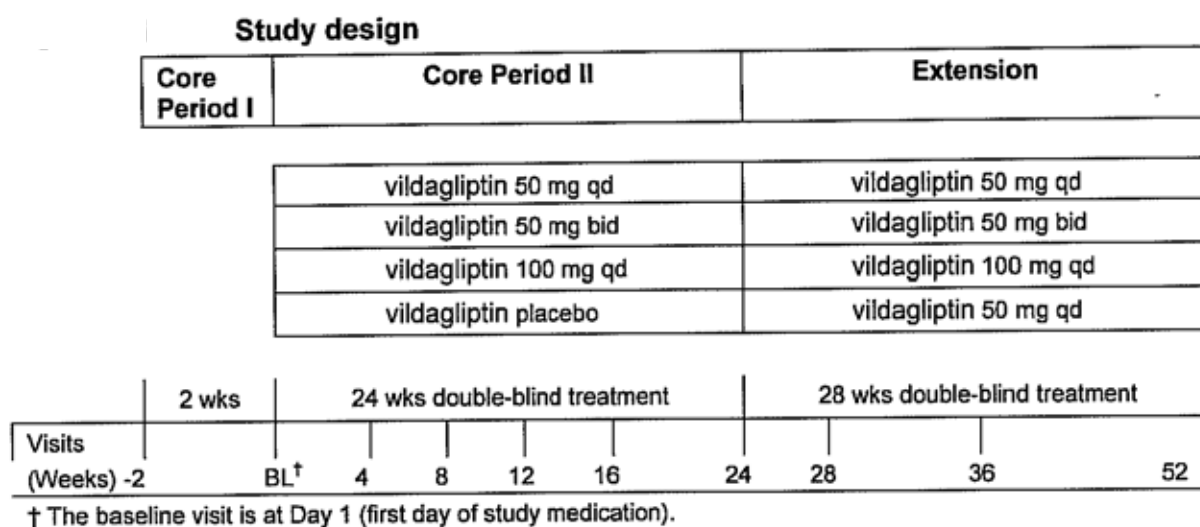 Study design
Core Period I
Core Period II
Extension
vildagliptin 50 mg qd
vildagliptin 50 mg qd
vildagliptin 50 mg bid
vildagliptin 50 mg bid
vildagliptin 100 mg qd
vildagliptin 100 mg qd
vildagliptin placebo
vildagliptin 50 mg qd
2 wks
24 wks double-blind treatment
28 wks double-blind treatment
Visits
(Weeks) -2 BL† 4 8 12 16 24 28 36 52
† The baseline visit is at Day 1 (first day of study medication).